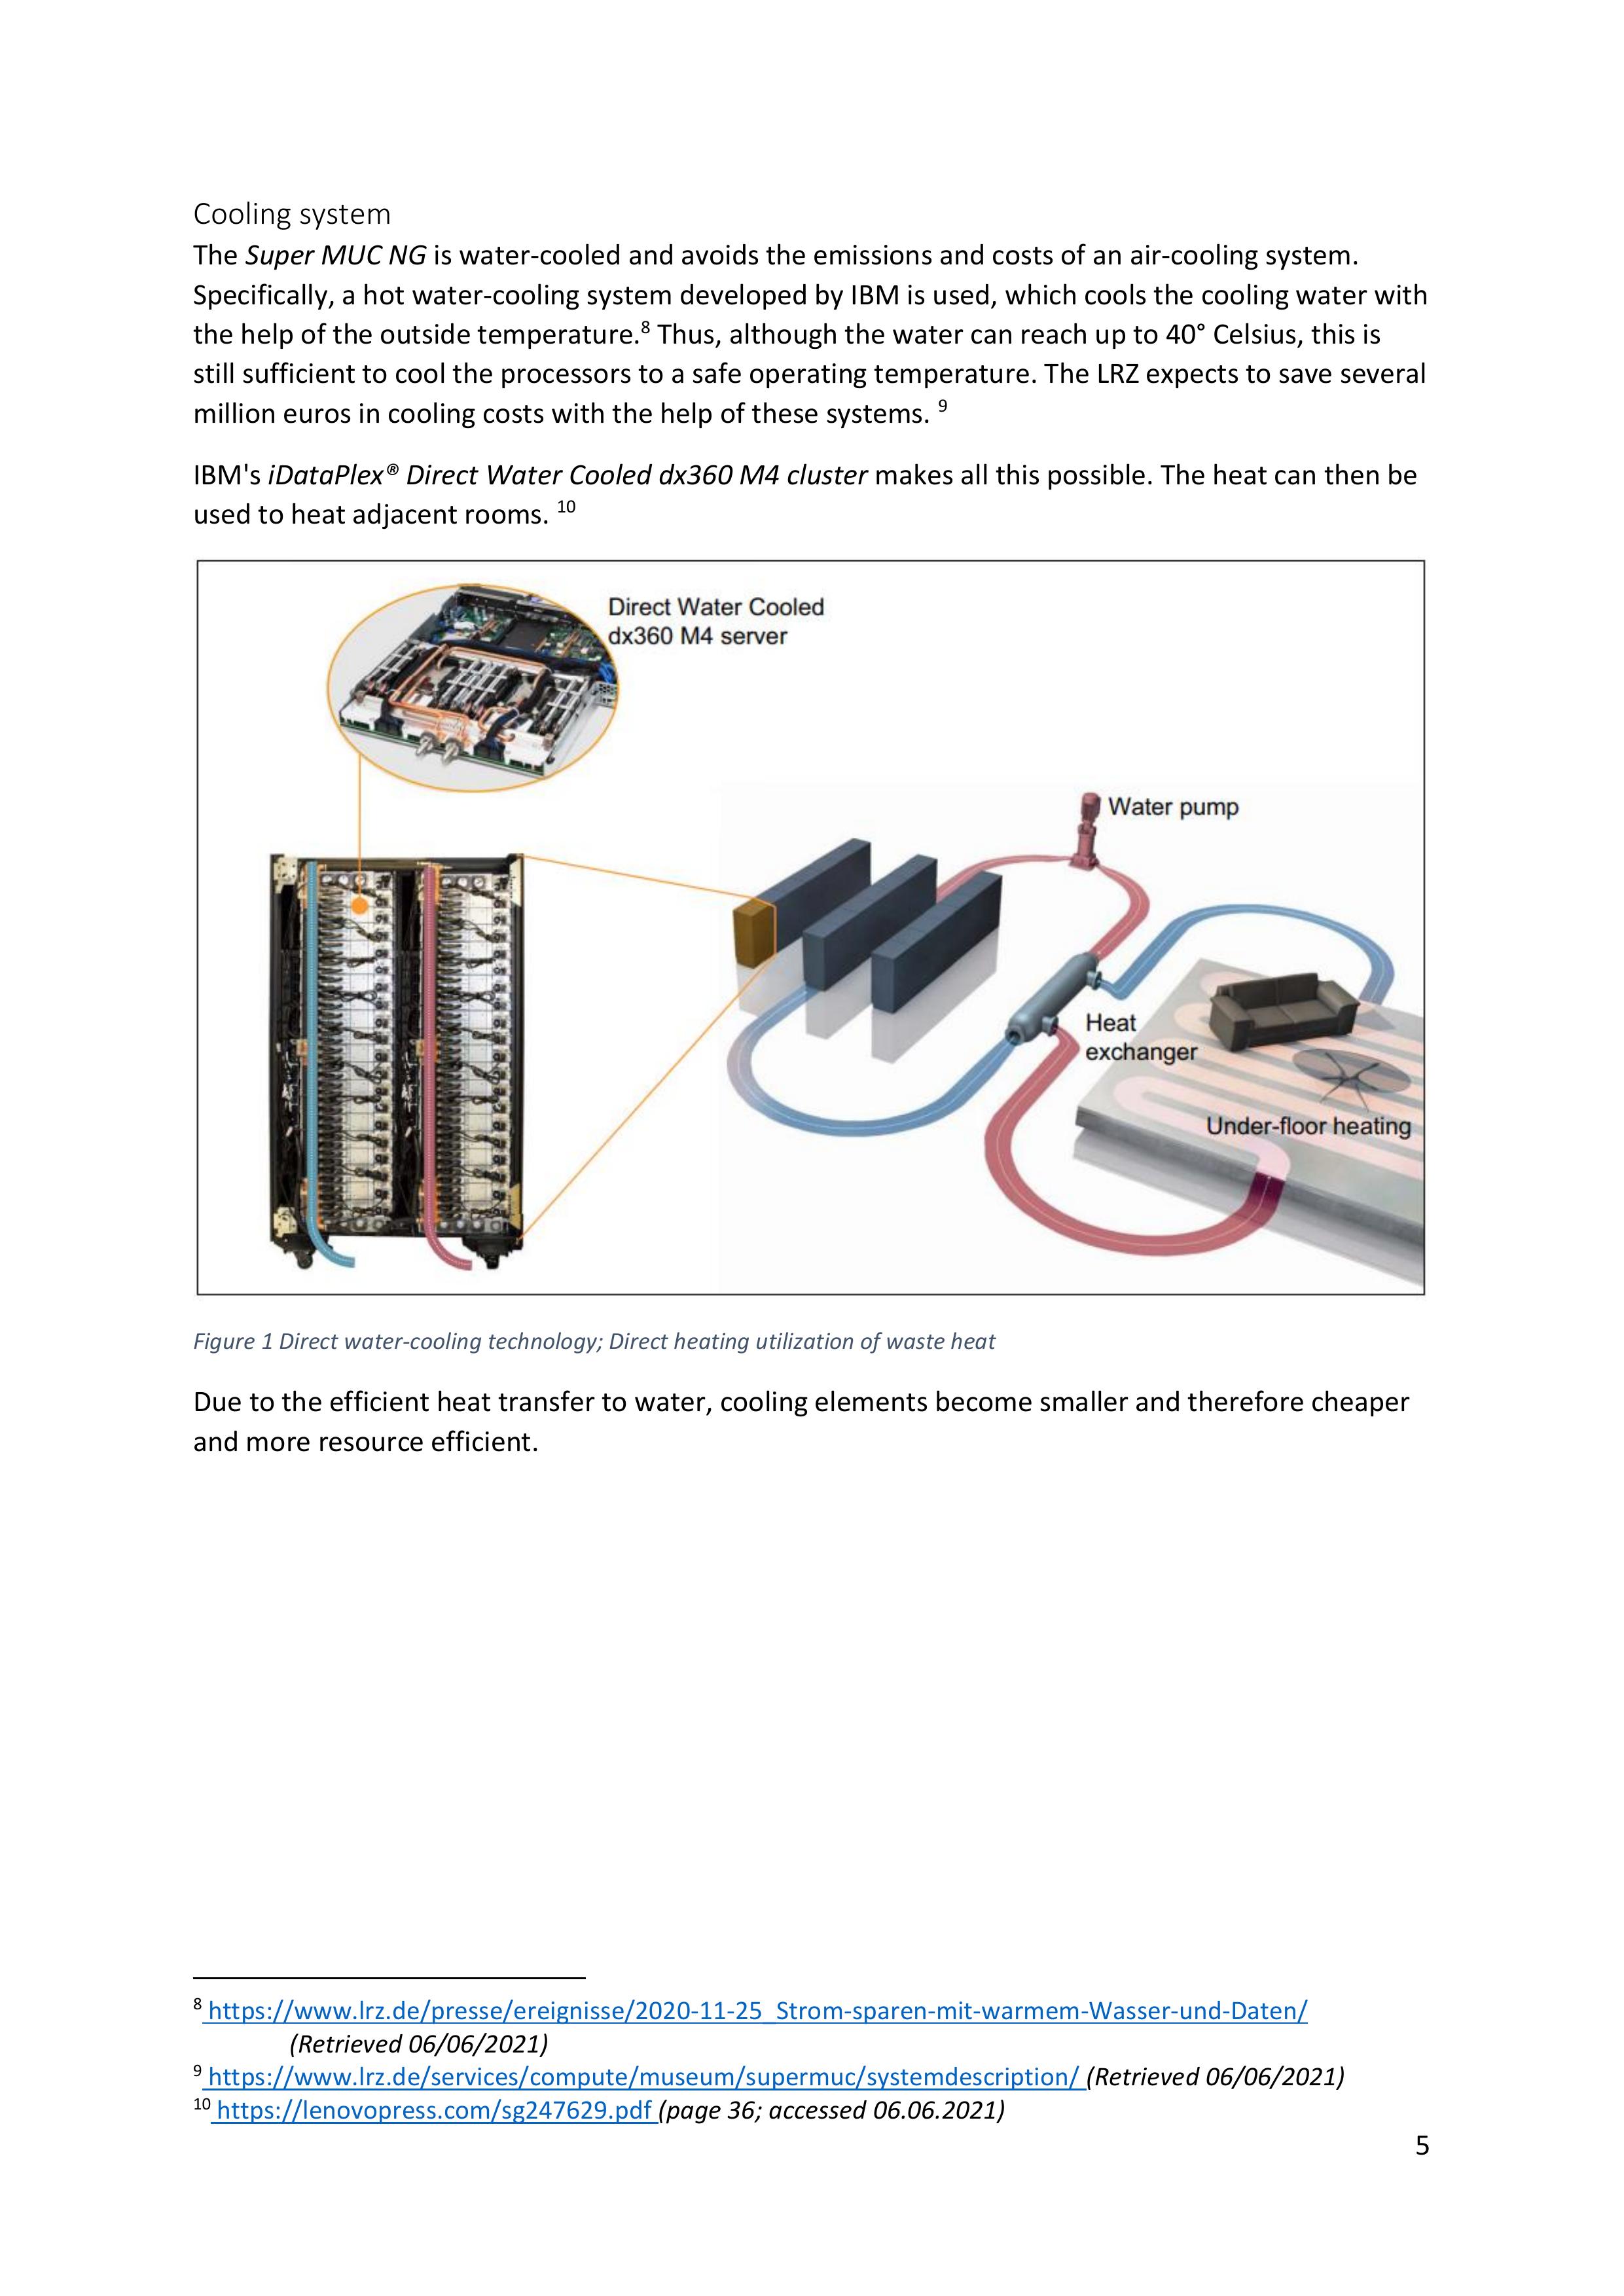 Cooling system
The Super MUC NG is water-cooled and avoids the emissions and costs of an air-cooling system.
Specifically, a hot water-cooling system developed by IBM is used, which cools the cooling water with
the help of the outside temperature.8 Thus, although the water can reach up to 40° Celsius, this is
still sufficient to cool the processors to a safe operating temperature. The LRZ expects to save several
million euros in cooling costs with the help of these systems. 9
IBM's iDataPlex® Direct Water Cooled dx360 M4 cluster makes all this possible. The heat can then be
used to heat adjacent rooms. 10
Direct Water Cooled
dx360 M4 server
Water pump
Heat
exchanger
Under-floor heating
Figure 1 Direct water-cooling technology; Direct heating utilization of waste heat
Due to the efficient heat transfer to water, cooling elements become smaller and therefore cheaper
and more resource efficient.
8 https://www.lrz.de/presse/ereignisse/2020-11-25_Strom-sparen-mit-warmem-Wasser-und-Daten/
(Retrieved 06/06/2021)
9 https://www.lrz.de/services/compute/museum/supermuc/systemdescription/ (Retrieved 06/06/2021)
10 https://lenovopress.com/sg247629.pdf (page 36; accessed 06.06.2021)
5